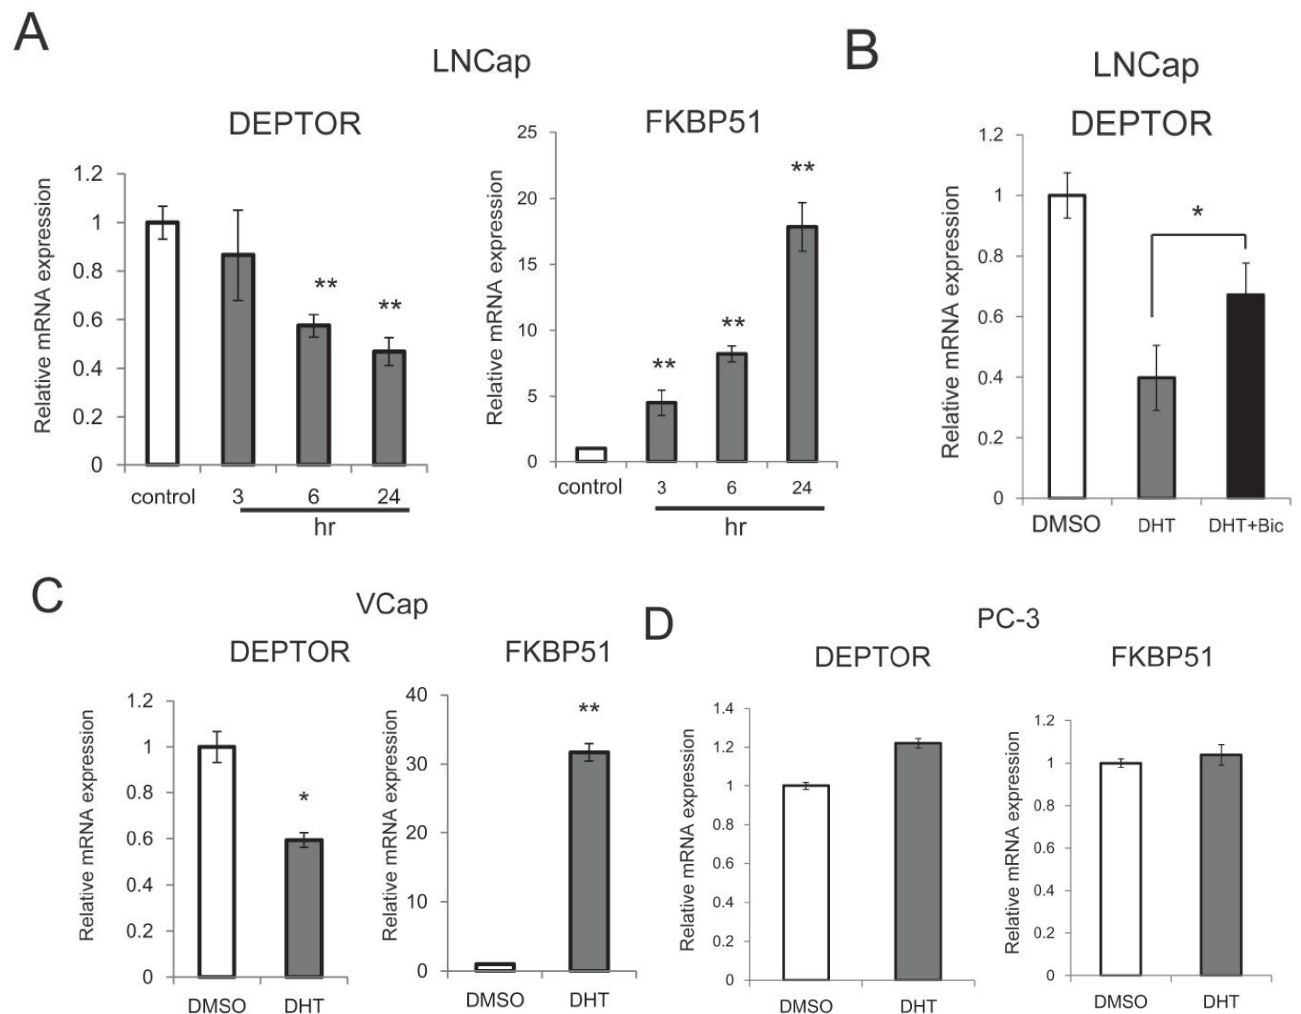 A
LNCap
DEPTOR
Relative mRNA expression
1.2
1
0.8
0.6
0.4
0.2
0
**
**
control 3 6 24
hr
FKBP51
Relative mRNA expression
25
20
15
10
5
0
**
**
**
control 3 6 24
hr
B
LNCap
DEPTOR
Relative mRNA expression
1.2
1
0.8
0.6
0.4
0.2
0
*
DMSO DHT DHT+Bic
C
VCap
DEPTOR
Relative mRNA expression
1.2
1
0.8
0.6
0.4
0.2
0
*
DMSO DHT
FKBP51
Relative mRNA expression
40
30
20
10
0
**
DMSO DHT
D
PC-3
DEPTOR
Relative mRNA expression
1.4
1.2
1
0.8
0.6
0.4
0.2
0
DMSO DHT
FKBP51
Relative mRNA expression
1.2
1
0.8
0.6
0.4
0.2
0
DMSO DHT